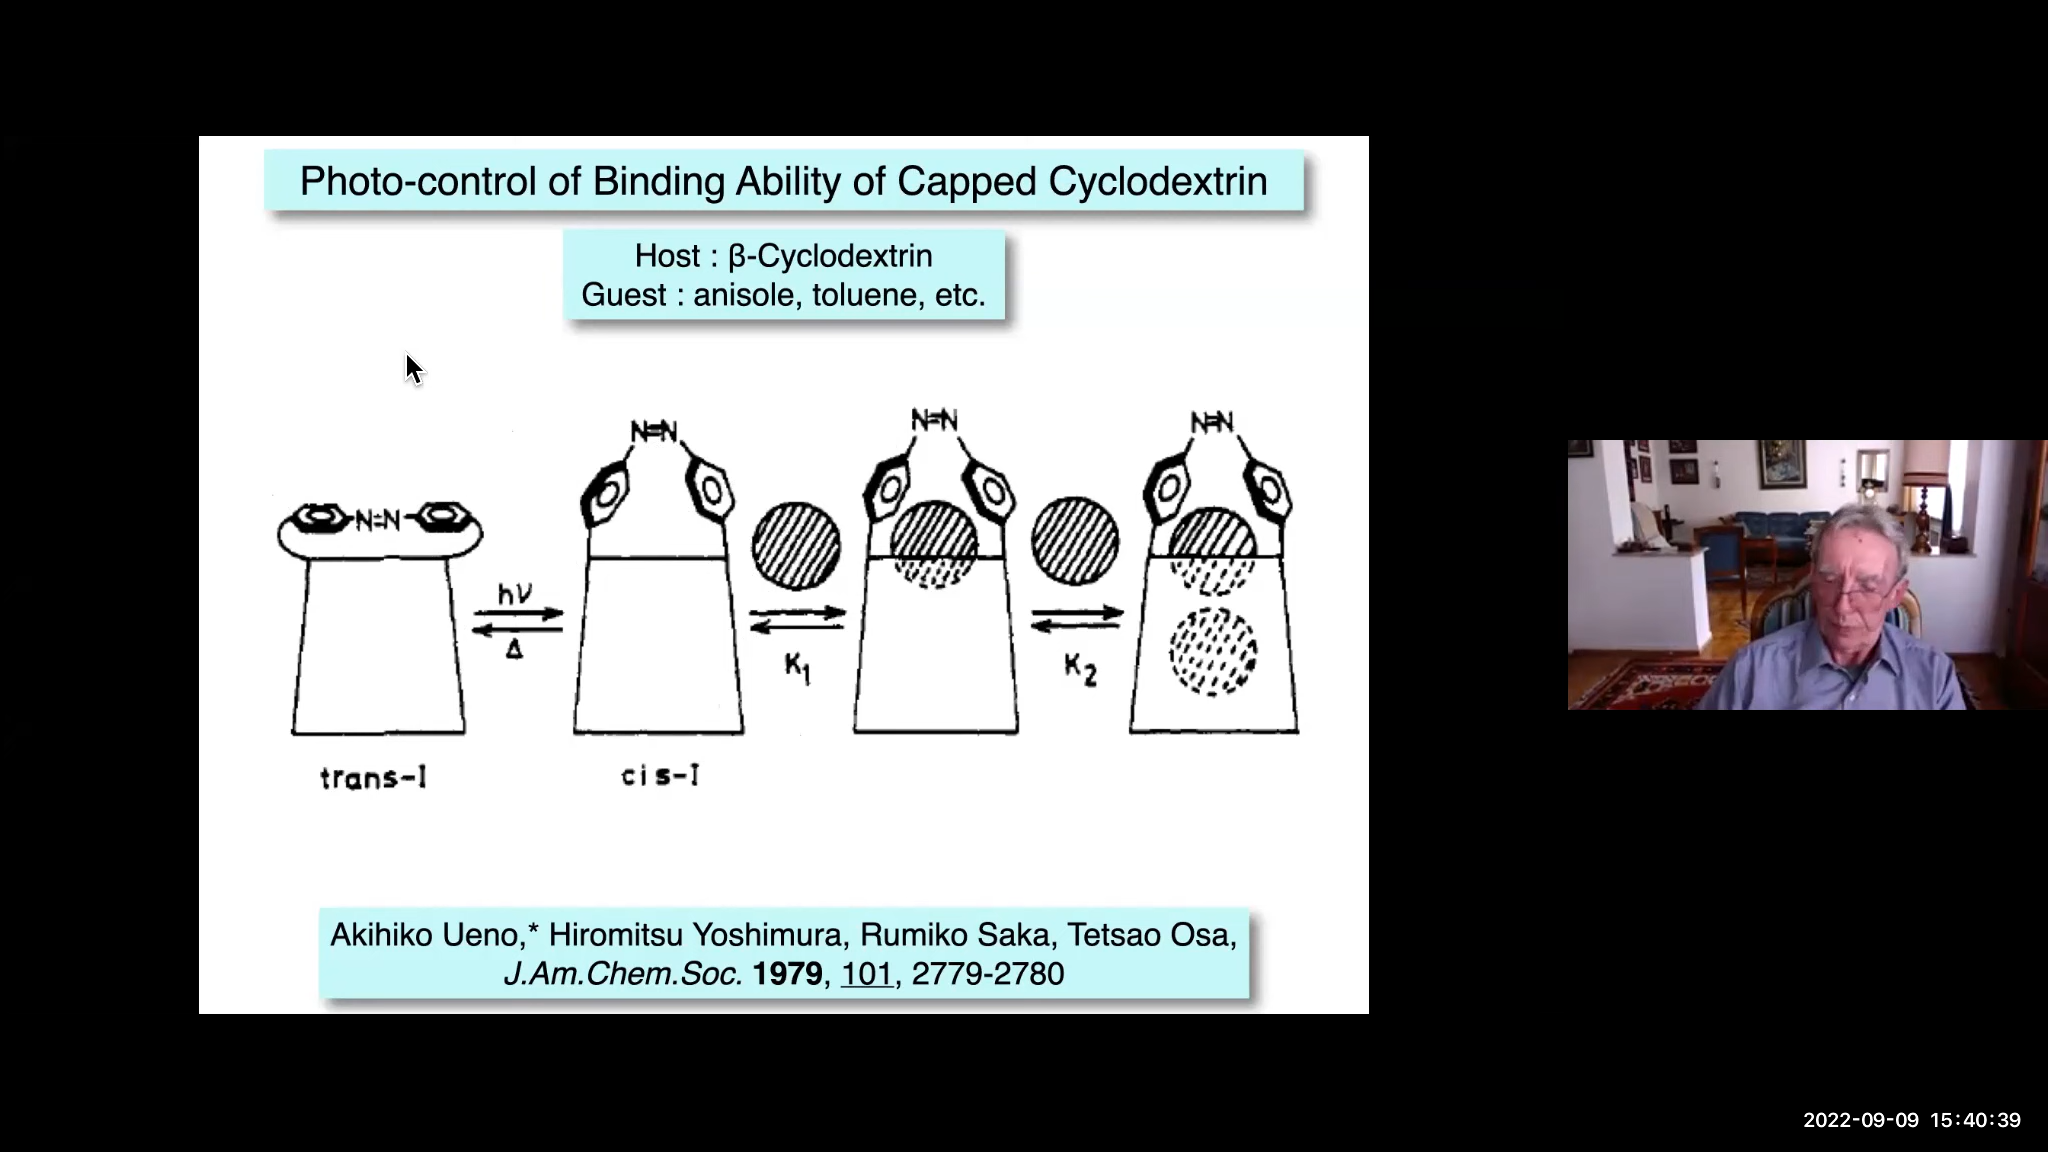 Photo-control of Binding Ability of Capped Cyclodextrin
Host : β-Cyclodextrin
Guest : anisole, toluene, etc.
N=N
N=N
N=N
N=N
hν
Δ
K₁
K₂
trans-I
cis-I
Akihiko Ueno,* Hiromitsu Yoshimura, Rumiko Saka, Tetsao Osa,
J.Am.Chem.Soc. 1979, 101, 2779-2780
2022-09-09 15:40:39